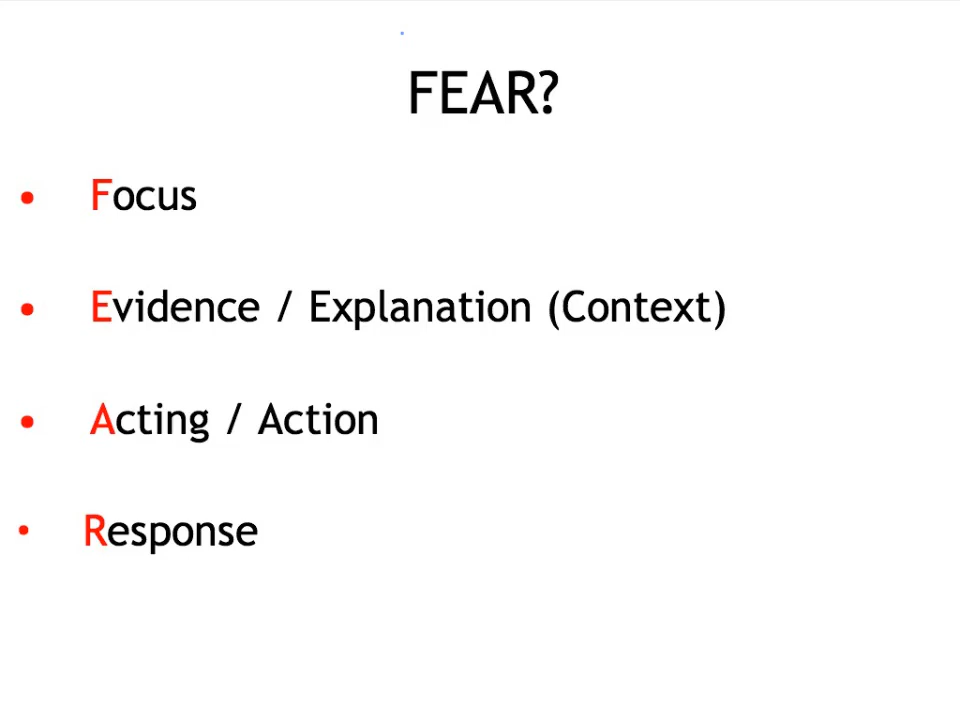 FEAR?
• Focus
• Evidence / Explanation (Context)
• Acting / Action
• Response